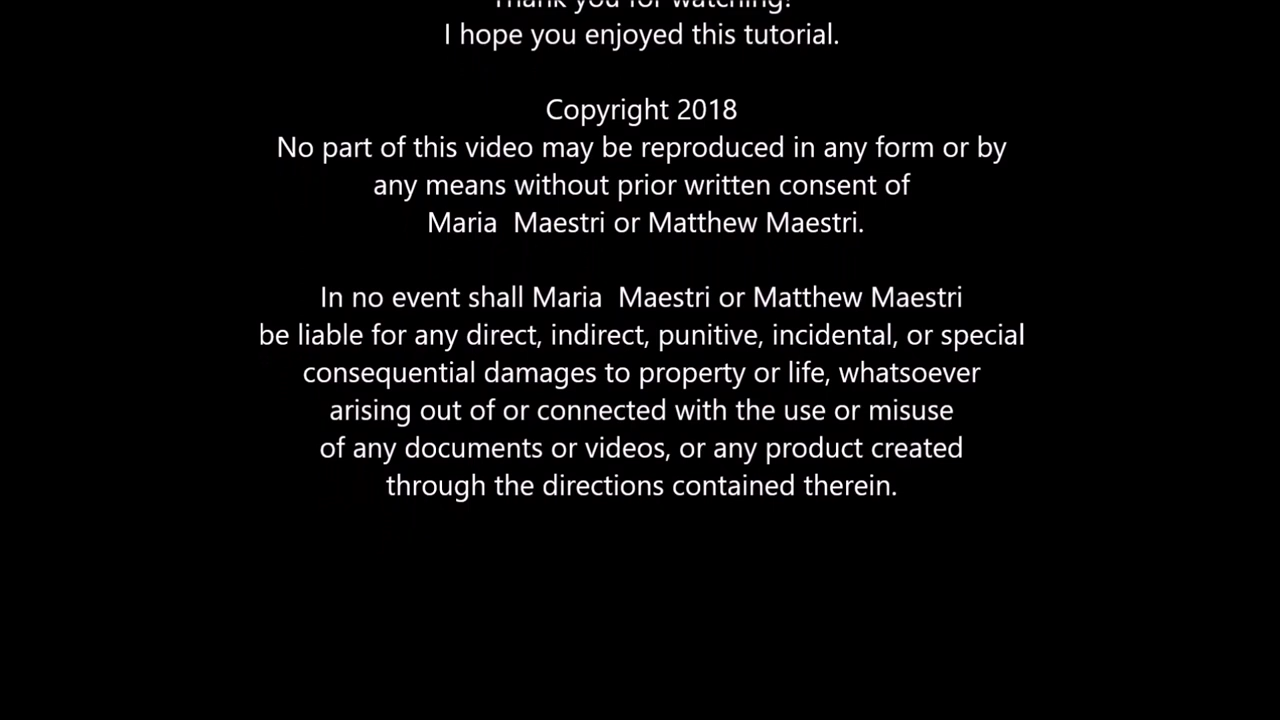 Thank you for watching!
I hope you enjoyed this tutorial.
Copyright 2018
No part of this video may be reproduced in any form or by
any means without prior written consent of
Maria  Maestri or Matthew Maestri.
In no event shall Maria  Maestri or Matthew Maestri
be liable for any direct, indirect, punitive, incidental, or special
consequential damages to property or life, whatsoever
arising out of or connected with the use or misuse
of any documents or videos, or any product created
through the directions contained therein.